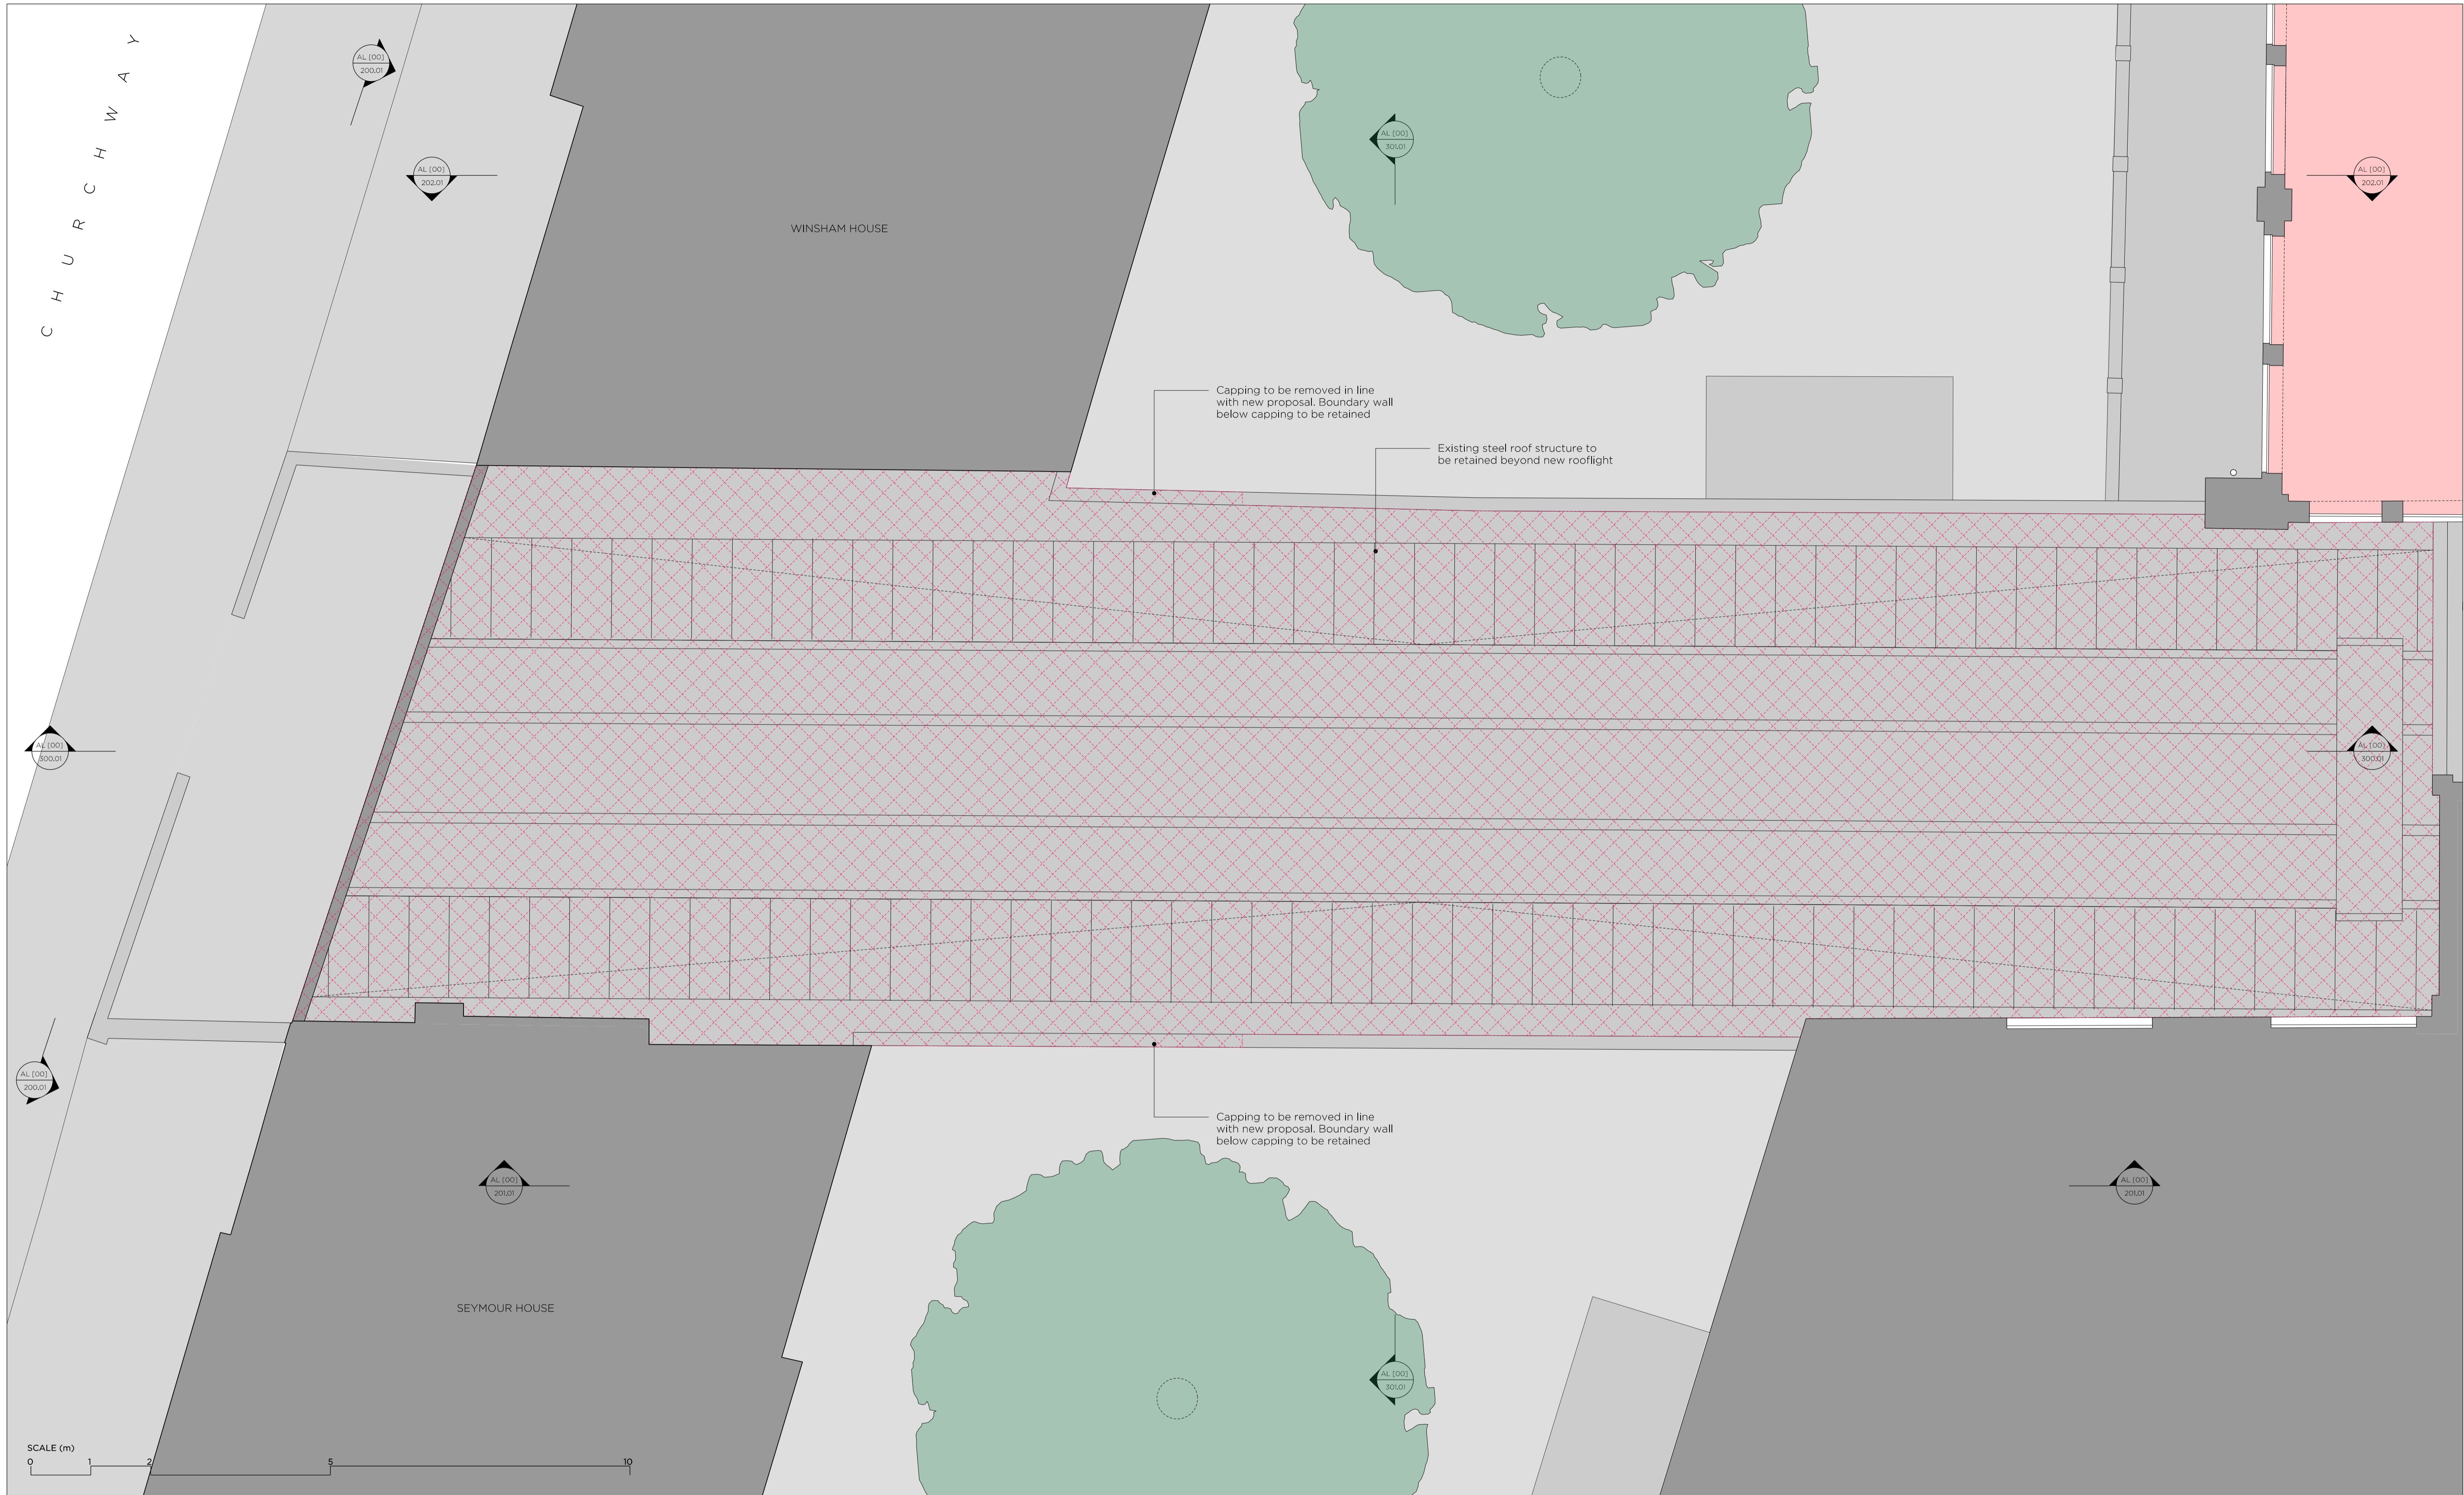 CHURCHWAY
AL [00]
200.01
AL [00]
202.01
AL [00]
301.01
AL [00]
202.01
WINSHAM HOUSE
Capping to be removed in line
with new proposal. Boundary wall
below capping to be retained
Existing steel roof structure to
be retained beyond new rooflight
AL [00]
300.01
AL [00]
300.01
AL [00]
200.01
Capping to be removed in line
with new proposal. Boundary wall
below capping to be retained
AL [00]
201.01
AL [00]
201.01
SEYMOUR HOUSE
AL [00]
301.01
SCALE (m)
0 1 2 5 10